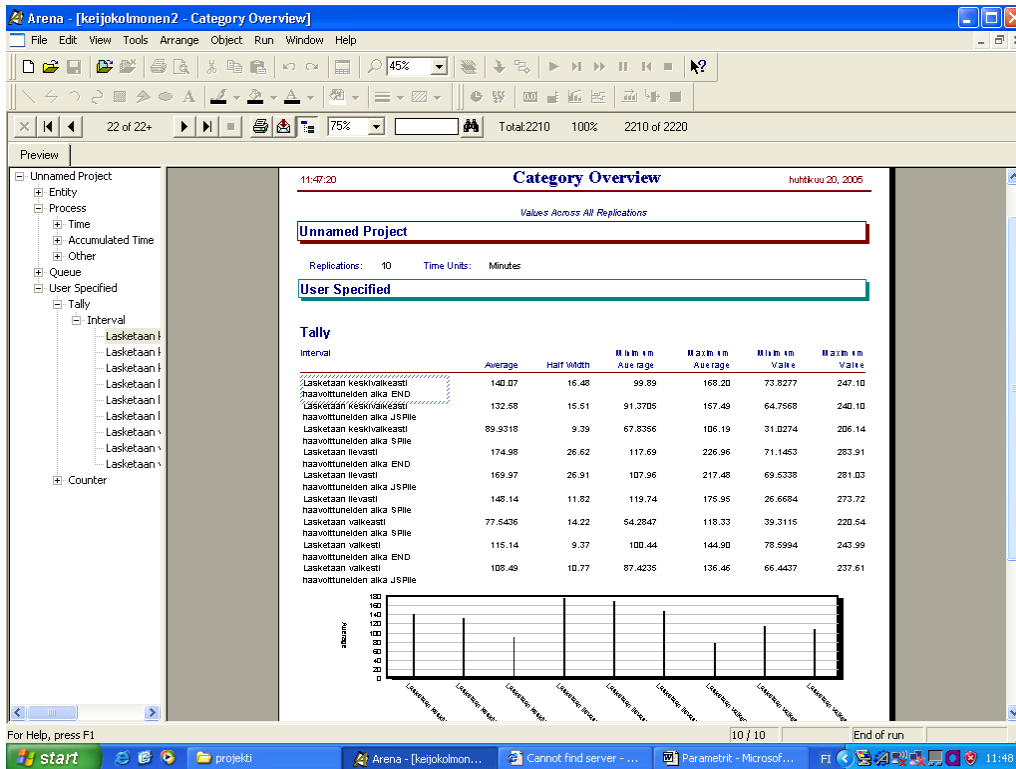 Arena - [keijokolmonen2 - Category Overview]
File Edit View Tools Arrange Object Run Window Help
45%
22 of 22+ 75% Total:2210 100% 2210 of 2220
Preview
Unnamed Project
Entity
Process
Time
Accumulated Time
Other
Queue
User Specified
Tally
Interval
Lasketaan k
Lasketaan k
Lasketaan k
Lasketaan l
Lasketaan l
Lasketaan l
Lasketaan v
Lasketaan v
Lasketaan v
Counter
11:47:20 Category Overview huhtikuu 20, 2005
Values Across All Replications
Unnamed Project
Replications: 10 Time Units: Minutes
User Specified
Tally
Interval Average Half Width Minimum Average Maximum Average Minimum Value Maximum Value
Lasketaan keskivaikeasti haavoittuneiden aika END 140.07 16.48 99.89 168.20 73.8277 247.10
Lasketaan keskivaikeasti haavoittuneiden aika JSPlle 132.58 15.51 91.3705 157.49 64.7568 240.10
Lasketaan keskivaikeasti haavoittuneiden aika SPlle 89.9318 9.39 67.8356 106.19 31.0274 206.14
Lasketaan lievasti haavoittuneiden aika END 174.98 26.62 117.69 226.96 71.1453 283.91
Lasketaan lievasti haavoittuneiden aika JSPlle 169.97 26.91 107.96 217.48 69.5338 281.03
Lasketaan lievasti haavoittuneiden aika SPlle 148.14 11.82 119.74 175.95 26.6684 273.72
Lasketaan vaikeasti haavoittuneiden aika SPlle 77.5436 14.22 54.2847 118.33 39.3115 220.54
Lasketaan vaikesti haavoittuneiden aika END 115.14 9.37 100.44 144.90 78.5994 243.99
Lasketaan vaikesti haavoittuneiden aika JSPlle 108.49 10.77 87.4235 136.46 66.4437 237.61
Average
180
160
140
120
100
80
60
40
20
0
For Help, press F1 10 / 10 End of run
start projekti Arena - [keijokolmon... Cannot find server - ... Parametrit - Microsof... FI 11:48